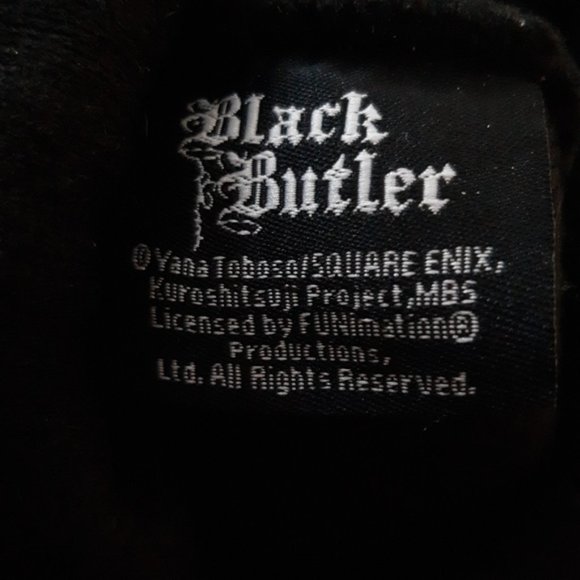 Black
Butler
© Yana Toboso/SQUARE ENIX,
Kuroshitsuji Project,MBS
Licensed by FUNimation®
Productions,
Ltd. All Rights Reserved.